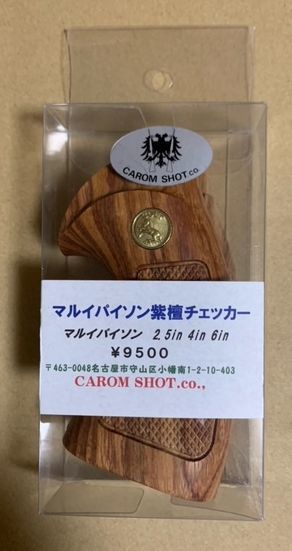 CAROM SHOT.co
マルイパイソン紫檀チェッカー
マルイパイソン 2.5in 4in 6in
¥9500
〒463-0048名古屋市守山区小幡南1-2-10-403
CAROM SHOT.co.,